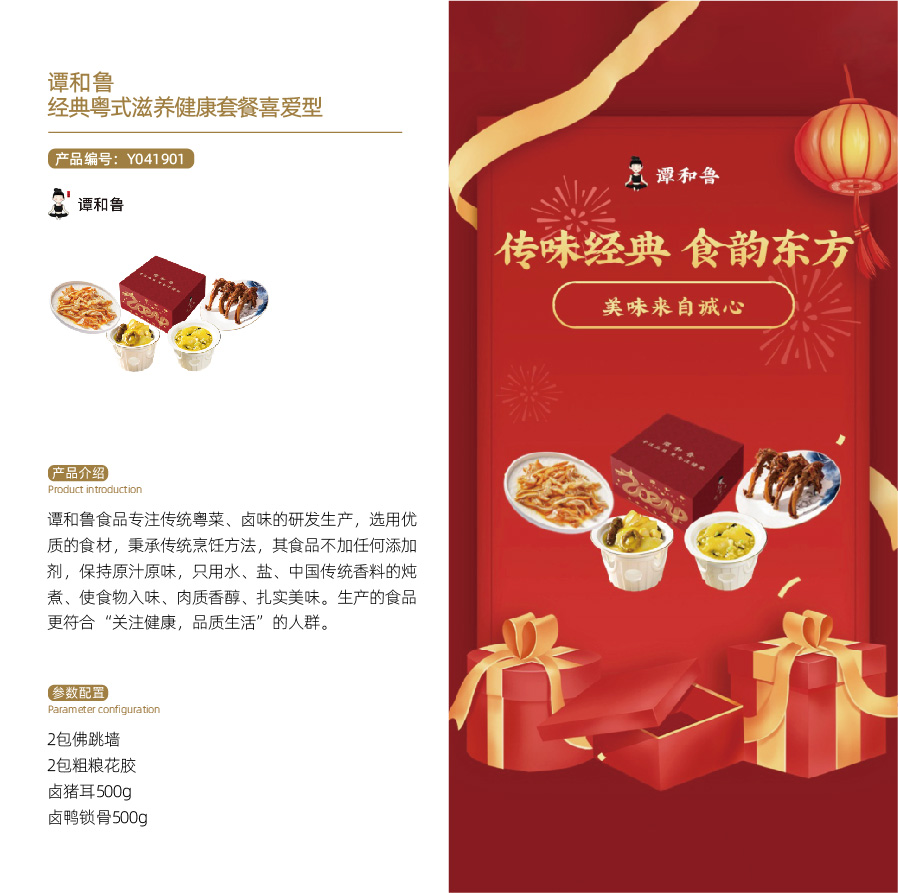 谭和鲁
经典粤式滋养健康套餐喜爱型
产品编号：Y041901
谭和鲁
产品介绍
Product introduction
谭和鲁食品专注传统粤菜、卤味的研发生产，选用优
质的食材，秉承传统烹饪方法，其食品不加任何添加
剂，保持原汁原味，只用水、盐、中国传统香料的炖
煮、使食物入味、肉质香醇、扎实美味。生产的食品
更符合“关注健康，品质生活”的人群。
参数配置
Parameter configuration
2包佛跳墙
2包粗粮花胶
卤猪耳500g
卤鸭锁骨500g
谭和鲁
传味经典 食韵东方
美味来自诚心
谭和鲁